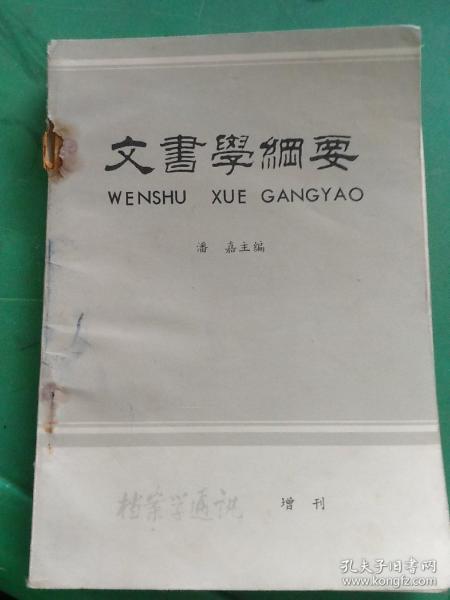 文書學綱要
WENSHU XUE GANGYAO
潘 嘉主编
档案学通讯 增刊
孔夫子旧书网
www.kongfz.com